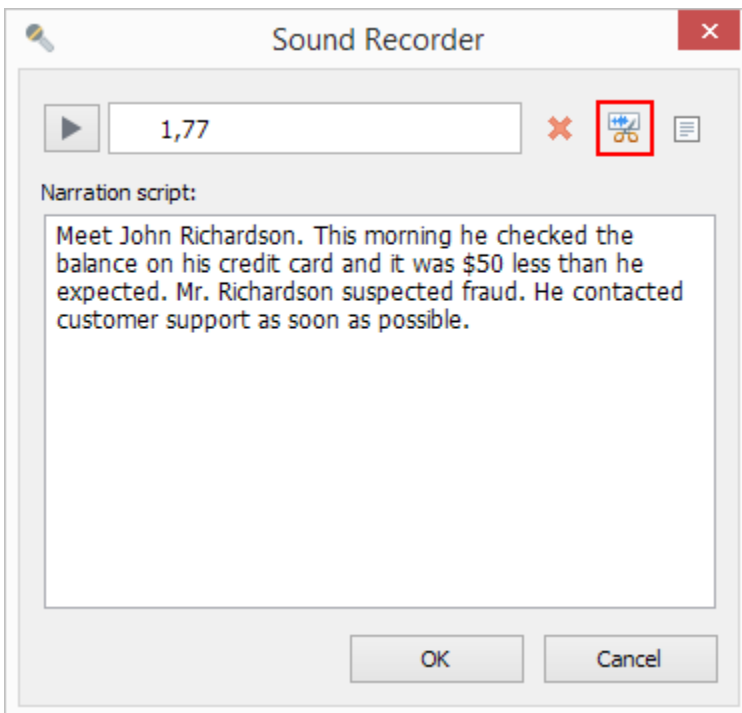 Sound Recorder
1,77
Narration script:
Meet John Richardson. This morning he checked the
balance on his credit card and it was $50 less than he
expected. Mr. Richardson suspected fraud. He contacted
customer support as soon as possible.
OK
Cancel